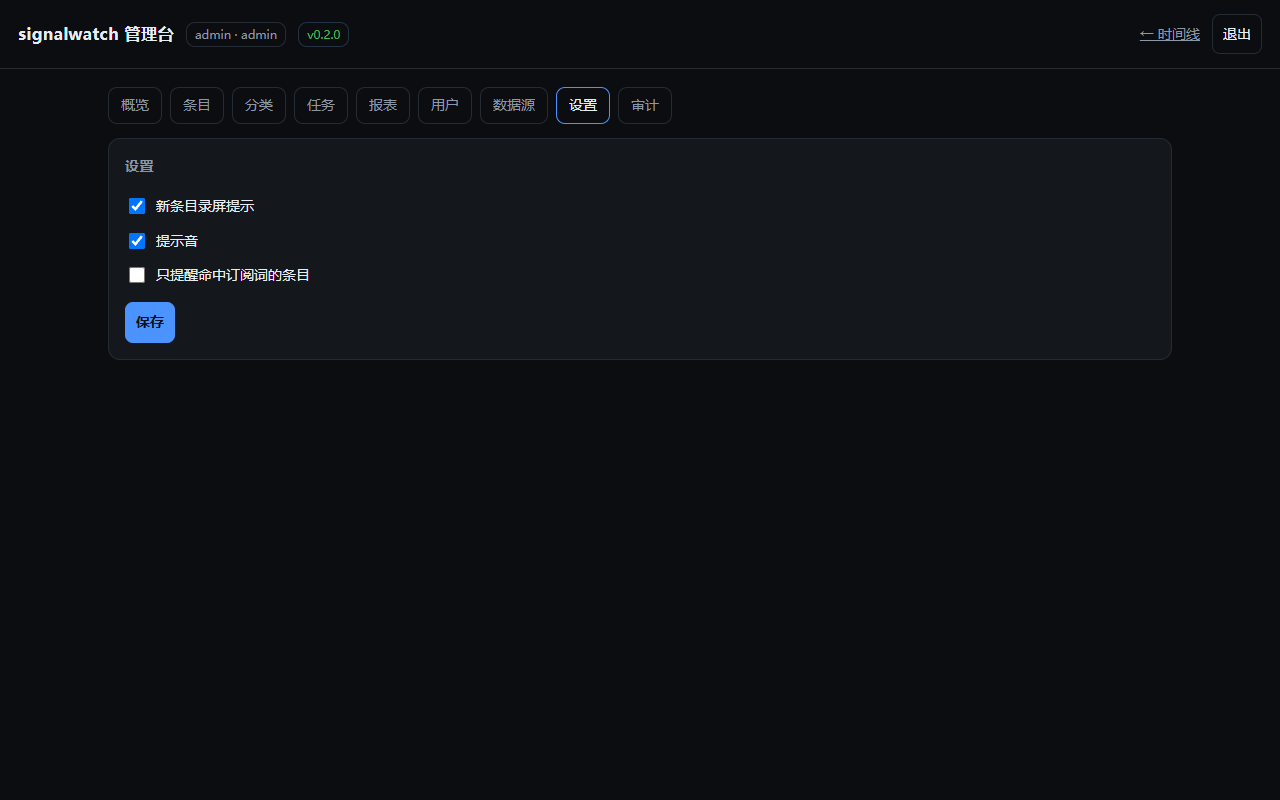 signalwatch 管理台 admin · admin v0.2.0 ← 时间线 退出
概览 条目 分类 任务 报表 用户 数据源 设置 审计
设置
新条目录屏提示
提示音
只提醒命中订阅词的条目
保存